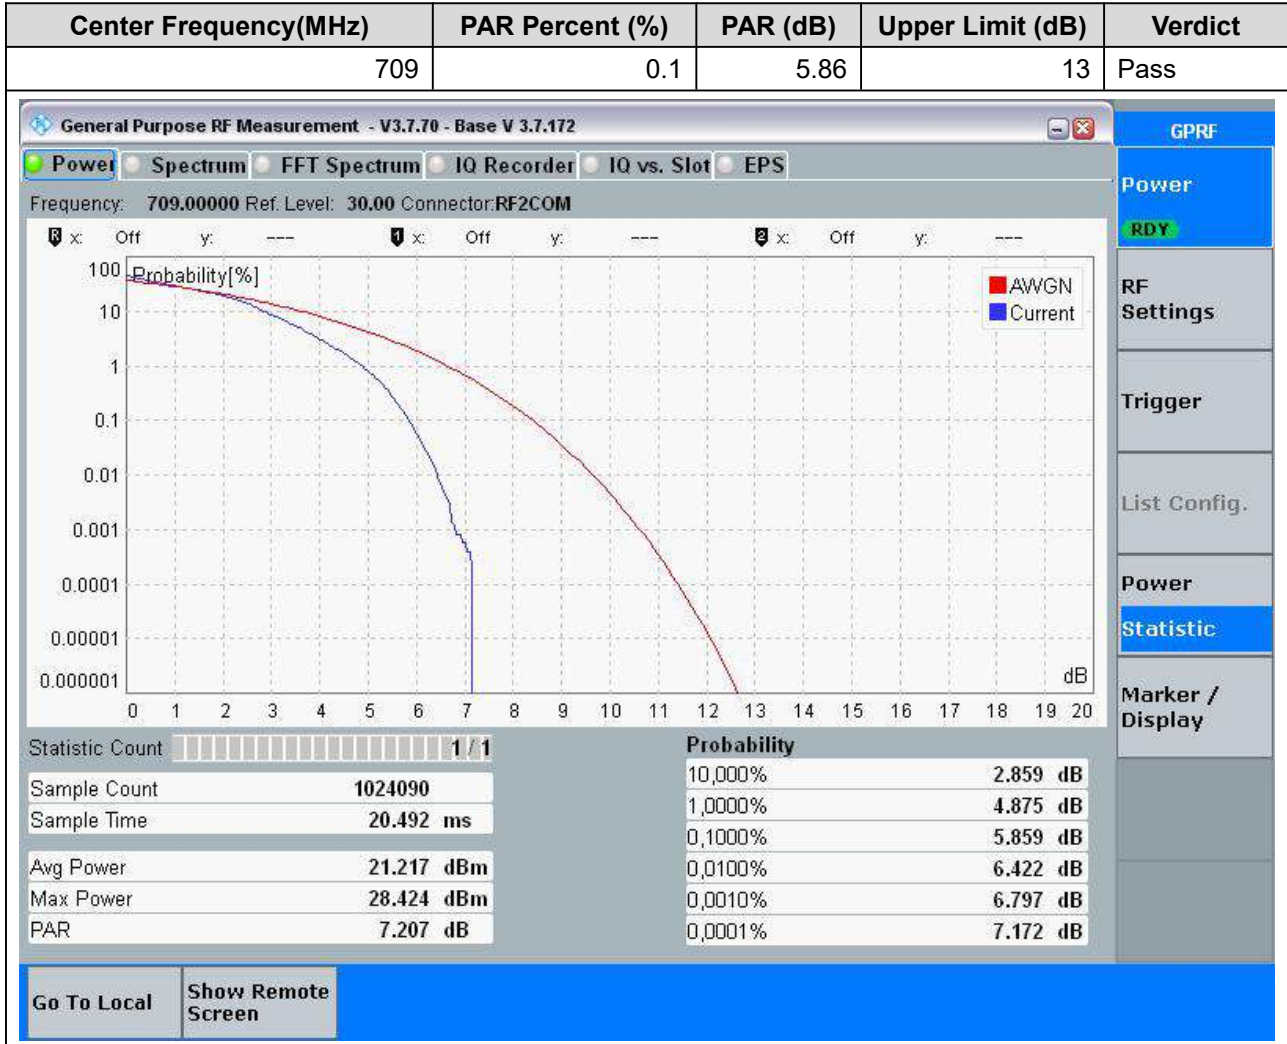 Center Frequency(MHz) PAR Percent (%) PAR (dB) Upper Limit (dB) Verdict
709 0.1 5.86 13 Pass
General Purpose RF Measurement - V3.7.70 - Base V 3.7.172
GPRF
Power Spectrum FFT Spectrum IQ Recorder IQ vs. Slot EPS
Frequency: 709.00000 Ref. Level: 30.00 Connector:RF2COM
R x: Off y: --- 1 x: Off y: --- 2 x: Off y: ---
Probability[%]
AWGN
Current
100
10
1
0.1
0.01
0.001
0.0001
0.00001
0.000001
dB
0 1 2 3 4 5 6 7 8 9 10 11 12 13 14 15 16 17 18 19 20
Statistic Count 1 / 1
Sample Count 1024090
Sample Time 20.492 ms
Avg Power 21.217 dBm
Max Power 28.424 dBm
PAR 7.207 dB
Probability
10,000% 2.859 dB
1,0000% 4.875 dB
0,1000% 5.859 dB
0,0100% 6.422 dB
0,0010% 6.797 dB
0,0001% 7.172 dB
Power
RDY
RF
Settings
Trigger
List Config.
Power
Statistic
Marker /
Display
Go To Local
Show Remote
Screen